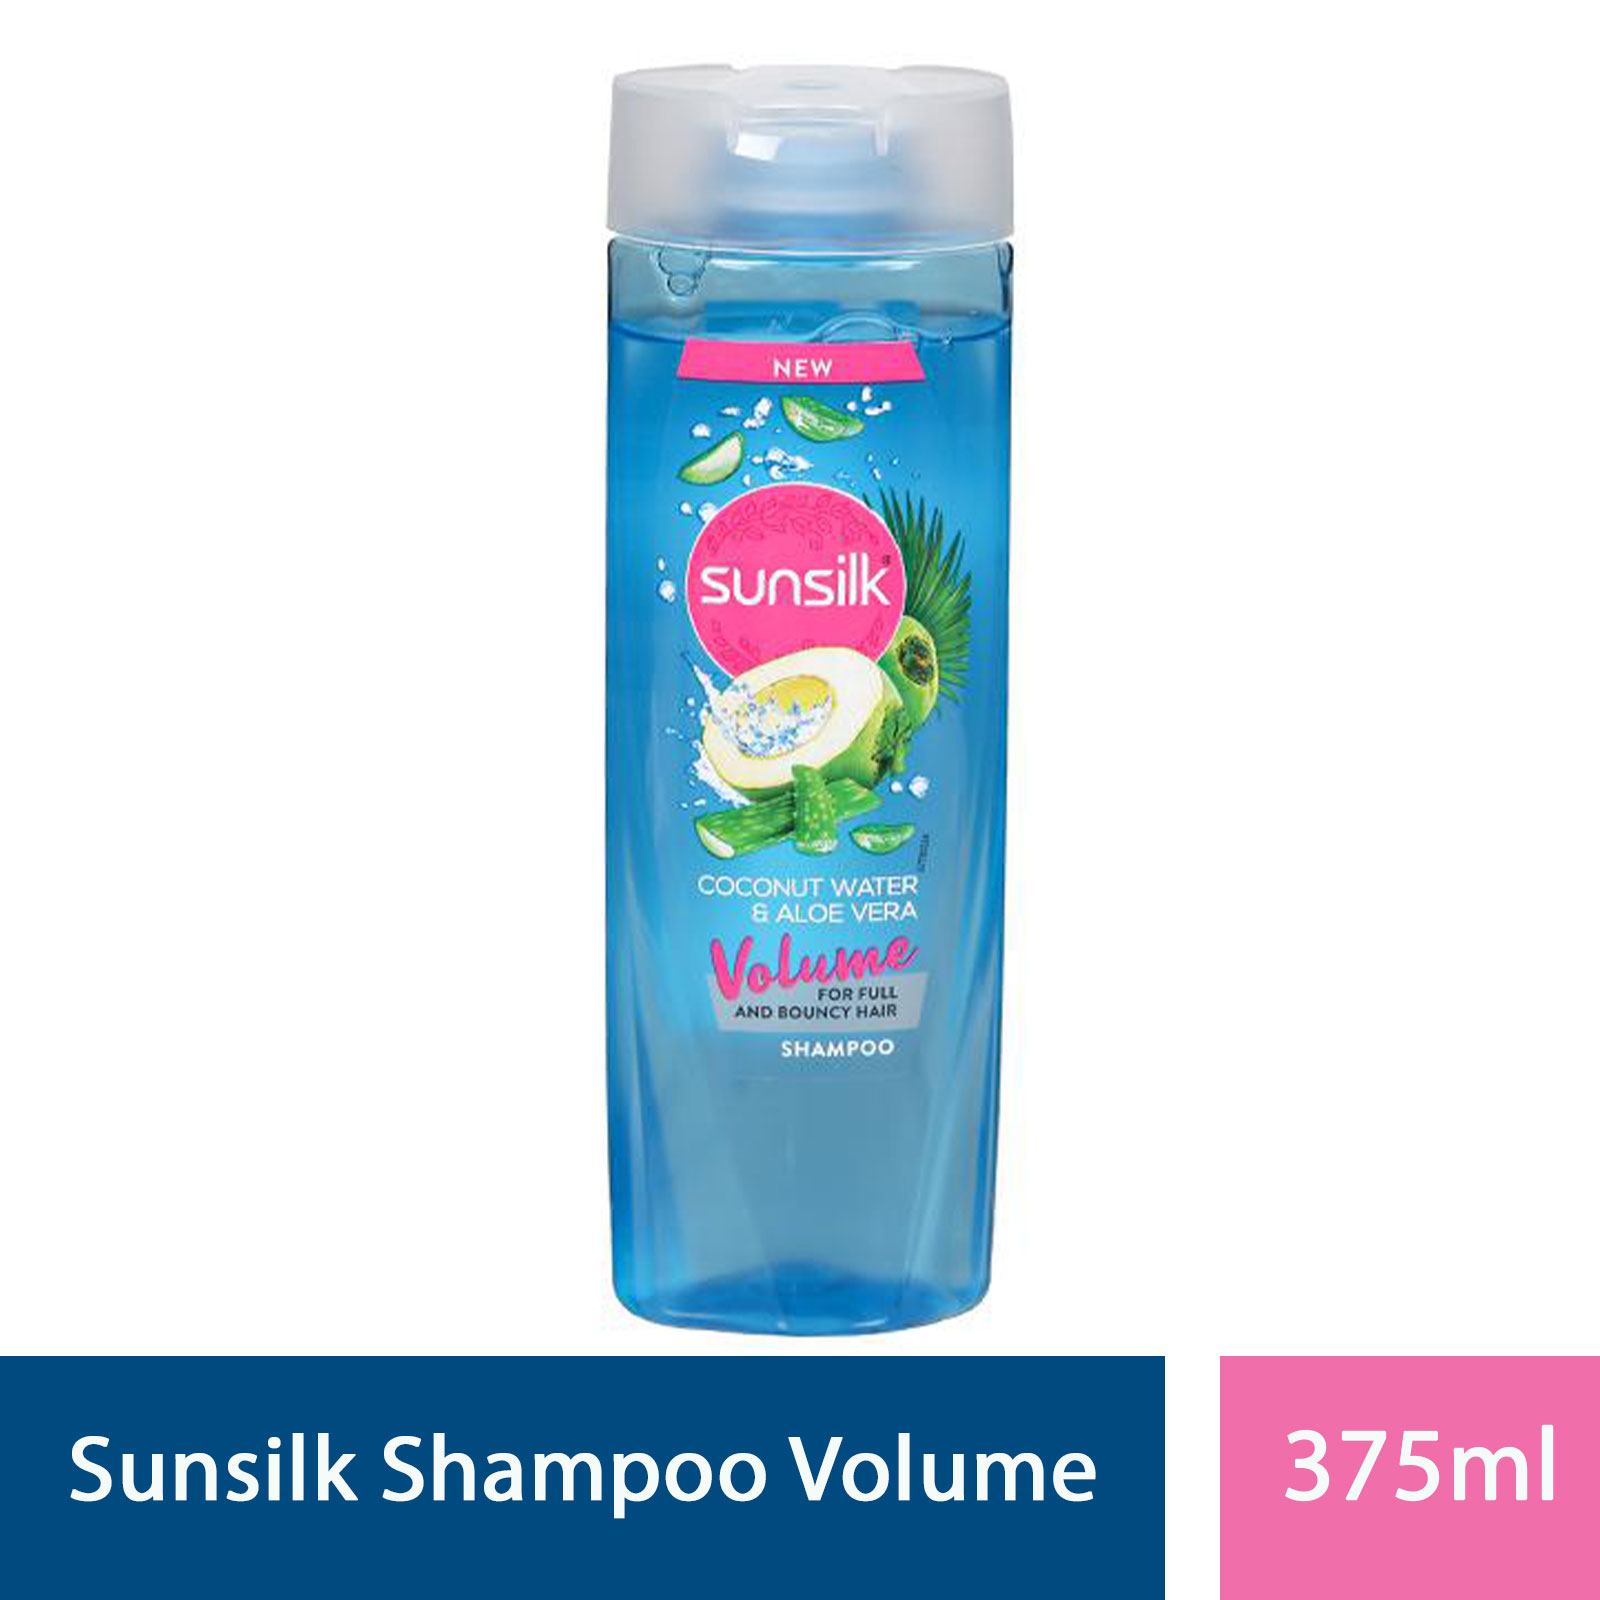 NEW
sunsilk
COCONUT WATER
& ALOE VERA
Volume
FOR FULL
AND BOUNCY HAIR
SHAMPOO
Sunsilk Shampoo Volume
375ml